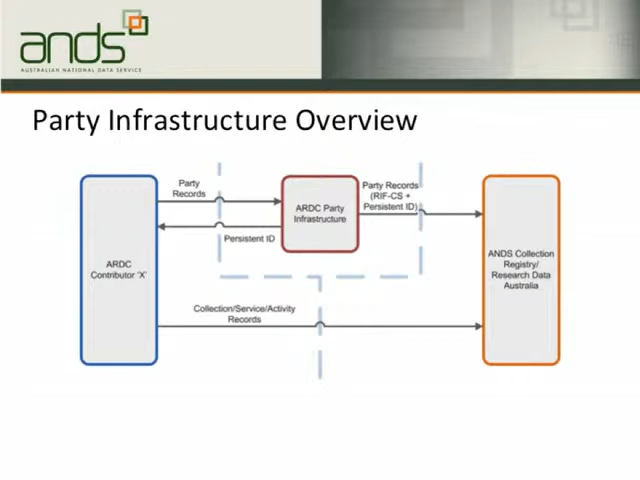 ands
AUSTRALIAN NATIONAL DATA SERVICE
Party Infrastructure Overview
Party
Records
ARDC Party
Infrastructure
Party Records
(RIF-CS +
Persistent ID)
Persistent ID
ARDC
Contributor 'X'
ANDS Collection
Registry/
Research Data
Australia
Collection/Service/Activity
Records